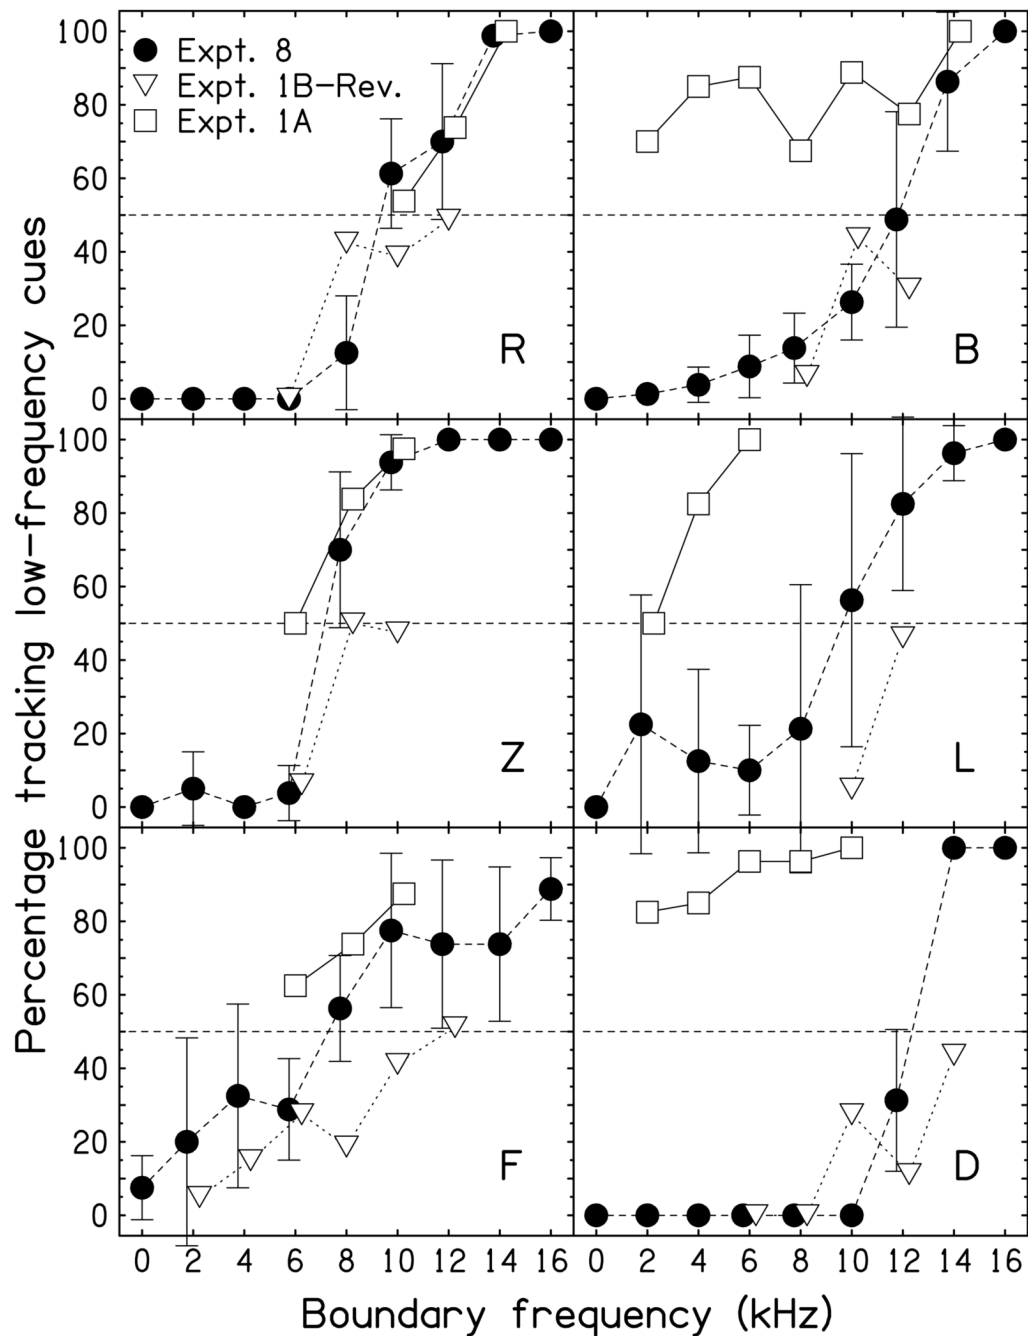 Percentage tracking low-frequency cues
100
80
60
40
20
0
Expt. 8
Expt. 1B-Rev.
Expt. 1A
R
B
100
80
60
40
20
0
Z
L
100
80
60
40
20
0
F
D
0 2 4 6 8 10 12 14 16 0 2 4 6 8 10 12 14 16
Boundary frequency (kHz)